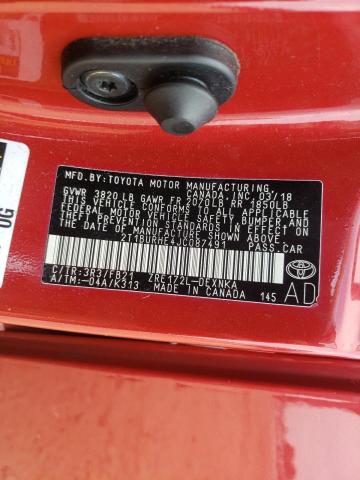 MFD.BY:TOYOTA MOTOR MANUFACTURING
CANADA, INC. 03/18
GVWR 3820 LB GAWR FR 2070LB RR 1850LB
THIS VEHICLE CONFORMS TO ALL APPLICABLE
FEDERAL MOTOR VEHICLE SAFETY, BUMPER AND
THEFT PREVENTION STANDARDS IN EFFECT ON
THE DATE OF MANUFACTURE SHOWN ABOVE.
2T1BURHE4JC087491 PASS.CAR
C/TR:3R3/FB21 ZRE172L-DEXNKA
A/TM:-04A/K313 MADE IN CANADA 145
AD